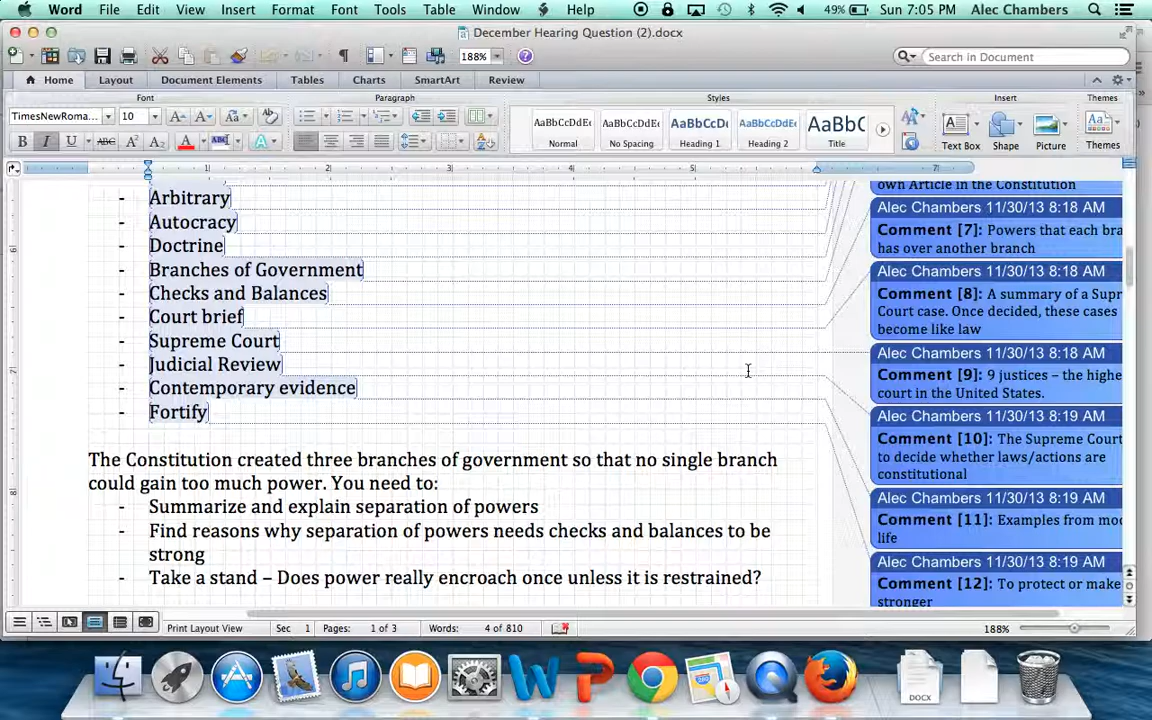 Word File Edit View Insert Format Font Tools Table Window Help 49% Sun 7:05 PM Alec Chambers
December Hearing Question (2).docx
188% Search in Document
Home Layout Document Elements Tables Charts SmartArt Review
Font Paragraph Styles Insert Themes
TimesNewRoma... 10
B I U ABC A² A₂ A ABC A
AaBbCcDdEe AaBbCcDdEe AaBbCcDc AaBbCcDdEe AaBbC
Normal No Spacing Heading 1 Heading 2 Title Text Box Shape Picture Themes
1 2 3 4 5 7
- Arbitrary
- Autocracy
- Doctrine
- Branches of Government
- Checks and Balances
- Court brief
- Supreme Court
- Judicial Review
- Contemporary evidence
- Fortify
The Constitution created three branches of government so that no single branch
could gain too much power. You need to:
- Summarize and explain separation of powers
- Find reasons why separation of powers needs checks and balances to be
strong
- Take a stand – Does power really encroach once unless it is restrained?
own Article in the Constitution
Alec Chambers 11/30/13 8:18 AM
Comment [7]: Powers that each bra
has over another branch
Alec Chambers 11/30/13 8:18 AM
Comment [8]: A summary of a Supr
Court case. Once decided, these cases
become like law
Alec Chambers 11/30/13 8:18 AM
Comment [9]: 9 justices – the highe
court in the United States.
Alec Chambers 11/30/13 8:19 AM
Comment [10]: The Supreme Court
to decide whether laws/actions are
constitutional
Alec Chambers 11/30/13 8:19 AM
Comment [11]: Examples from mod
life
Alec Chambers 11/30/13 8:19 AM
Comment [12]: To protect or make
stronger
Print Layout View Sec 1 Pages: 1 of 3 Words: 4 of 810 188%
DOCX